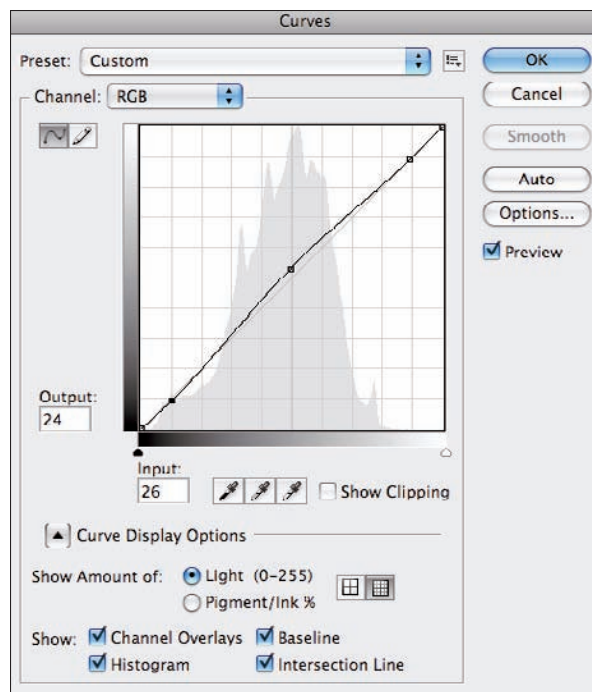 Curves
Preset: Custom
OK
Channel: RGB
Cancel
Smooth
Auto
Options...
Preview
Output:
24
Input:
26
Show Clipping
Curve Display Options
Show Amount of: Light (0-255)
Pigment/Ink %
Show: Channel Overlays Baseline
Histogram Intersection Line